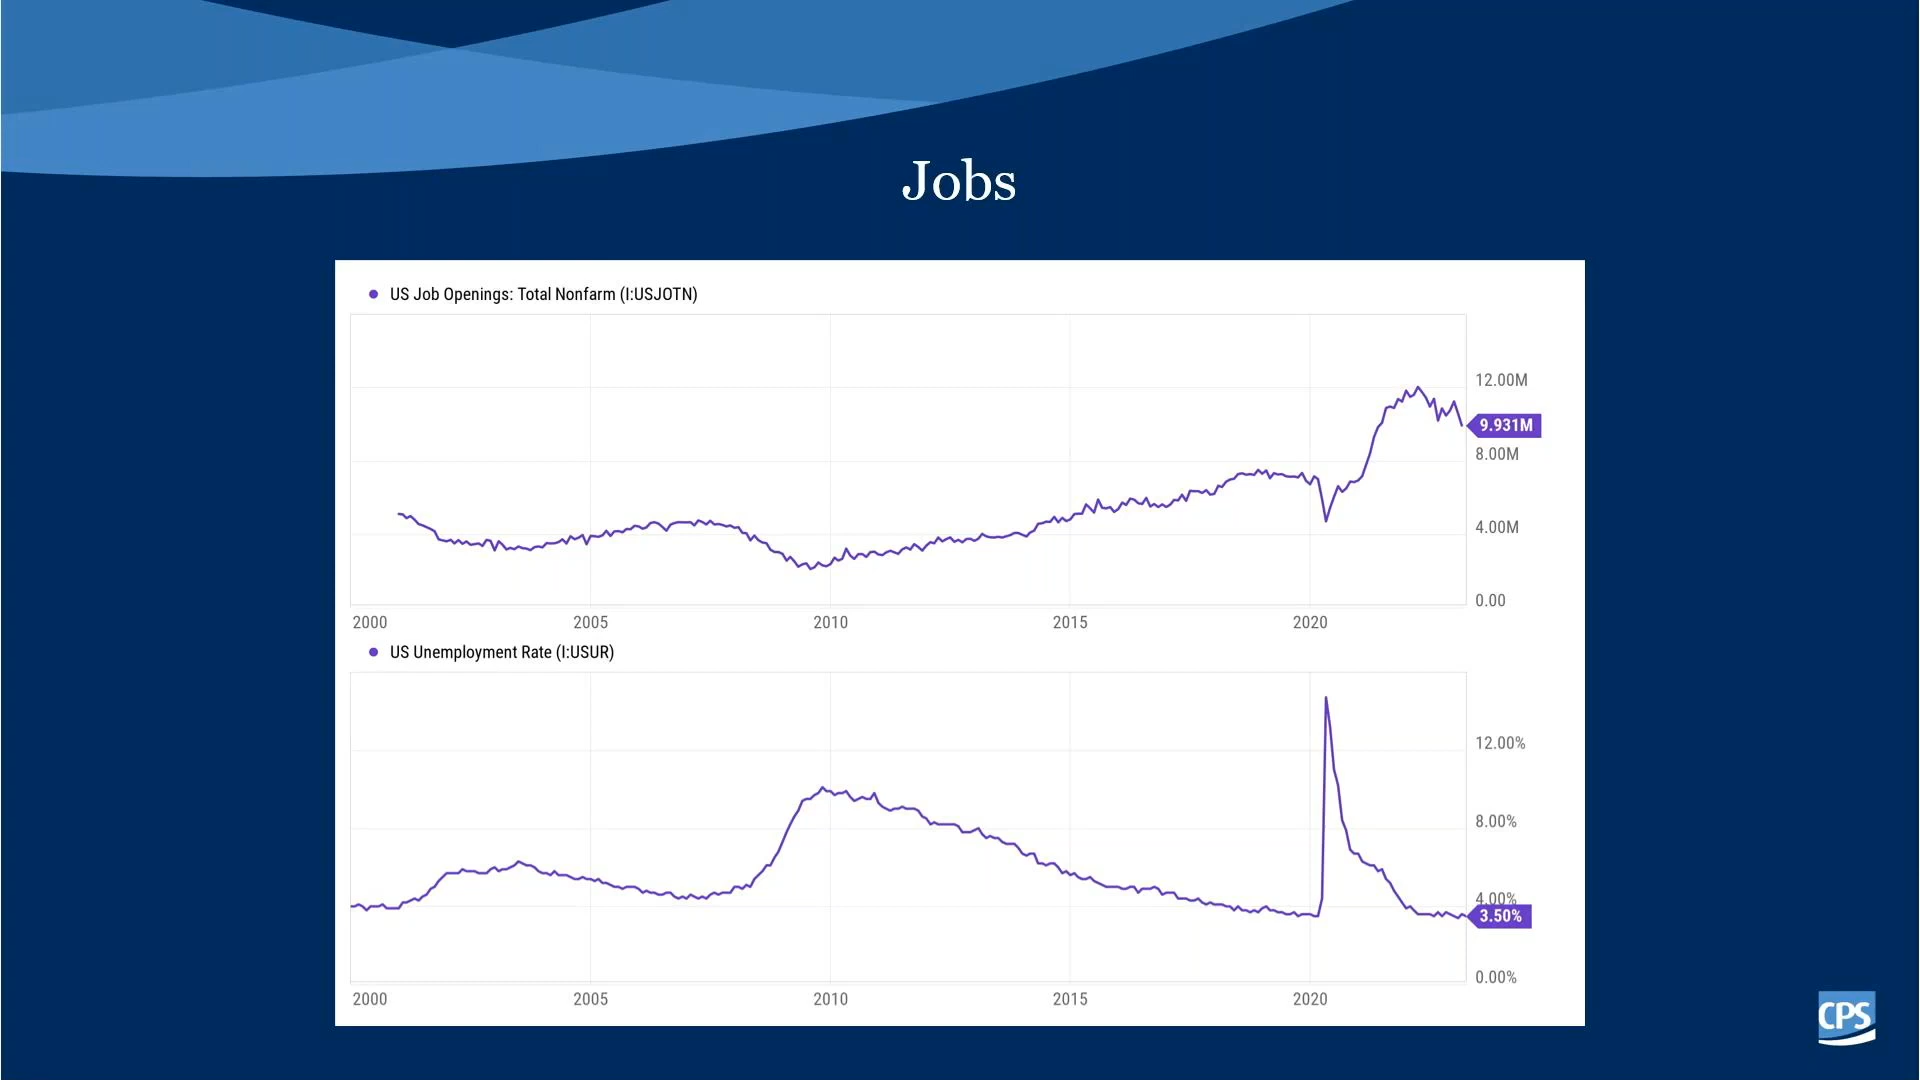 Jobs
US Job Openings: Total Nonfarm (I:USJOTN)
12.00M
9.931M
8.00M
4.00M
0.00
2000 2005 2010 2015 2020
US Unemployment Rate (I:USUR)
12.00%
8.00%
4.00%
3.50%
0.00%
2000 2005 2010 2015 2020
CPS